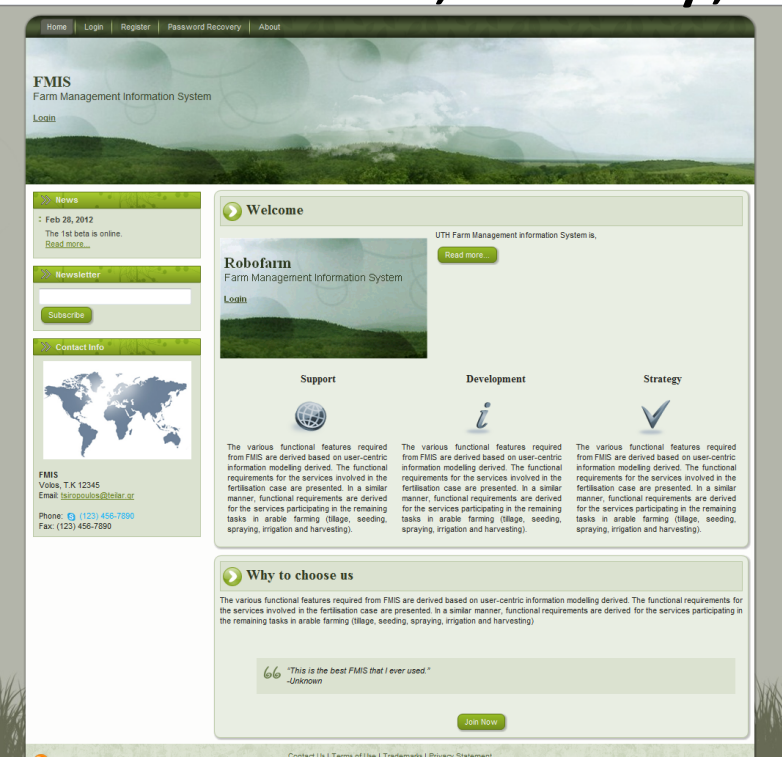 Home
Login
Register
Password Recovery
About
FMIS
Farm Management Information System
Login
News
Feb 28, 2012
The 1st beta is online.
Read more...
Newsletter
Subscribe
Contact Info
FMIS
Volos, T.K 12345
Email: tsiropoulos@teilar.gr
Phone: (123) 456-7890
Fax: (123) 456-7890
Welcome
Robofarm
Farm Management Information System
Login
UTH Farm Management information System is,
Read more...
Support
The various functional features required
from FMIS are derived based on user-centric
information modelling derived. The functional
requirements for the services involved in the
fertilisation case are presented. In a similar
manner, functional requirements are derived
for the services participating in the remaining
tasks in arable farming (tillage, seeding,
spraying, irrigation and harvesting).
Development
The various functional features required
from FMIS are derived based on user-centric
information modelling derived. The functional
requirements for the services involved in the
fertilisation case are presented. In a similar
manner, functional requirements are derived
for the services participating in the remaining
tasks in arable farming (tillage, seeding,
spraying, irrigation and harvesting).
Strategy
The various functional features required
from FMIS are derived based on user-centric
information modelling derived. The functional
requirements for the services involved in the
fertilisation case are presented. In a similar
manner, functional requirements are derived
for the services participating in the remaining
tasks in arable farming (tillage, seeding,
spraying, irrigation and harvesting).
Why to choose us
The various functional features required from FMIS are derived based on user-centric information modelling derived. The functional requirements for
the services involved in the fertilisation case are presented. In a similar manner, functional requirements are derived for the services participating in
the remaining tasks in arable farming (tillage, seeding, spraying, irrigation and harvesting)
"This is the best FMIS that I ever used."
-Unknown
Join Now
Contact Us | Terms of Use | Trademarks | Privacy Statement